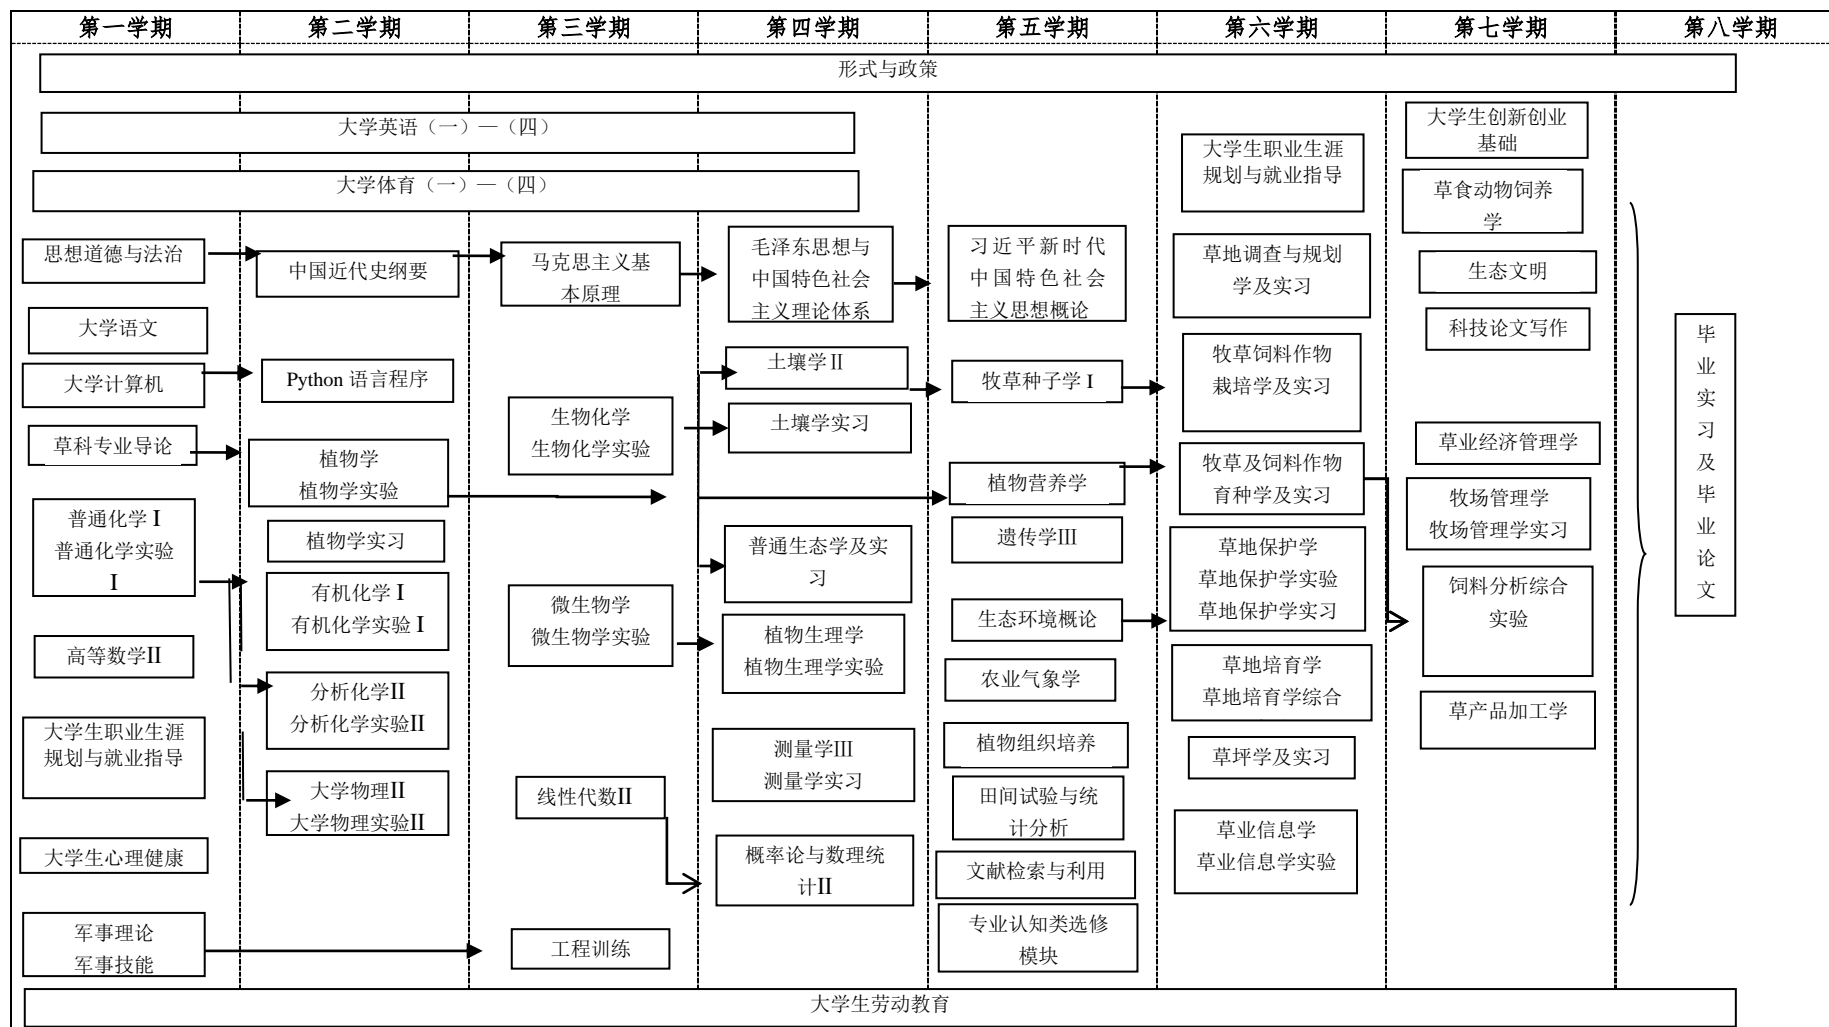 第一学期 第二学期 第三学期 第四学期 第五学期 第六学期 第七学期 第八学期
形式与政策
大学英语（一）—（四）
大学体育（一）—（四）
思想道德与法治
大学语文
大学计算机
草科专业导论
普通化学 I
普通化学实验
I
高等数学II
大学生职业生涯
规划与就业指导
大学生心理健康
军事理论
军事技能
中国近代史纲要
Python 语言程序
植物学
植物学实验
植物学实习
有机化学 I
有机化学实验 I
分析化学II
分析化学实验II
大学物理II
大学物理实验II
马克思主义基
本原理
生物化学
生物化学实验
微生物学
微生物学实验
线性代数II
工程训练
毛泽东思想与
中国特色社会
主义理论体系
土壤学Ⅱ
土壤学实习
普通生态学及实
习
植物生理学
植物生理学实验
测量学III
测量学实习
概率论与数理统
计II
习近平新时代
中国特色社会
主义思想概论
牧草种子学 I
植物营养学
遗传学III
生态环境概论
农业气象学
植物组织培养
田间试验与统
计分析
文献检索与利用
专业认知类选修
模块
大学生职业生涯
规划与就业指导
草地调查与规划
学及实习
牧草饲料作物
栽培学及实习
牧草及饲料作物
育种学及实习
草地保护学
草地保护学实验
草地保护学实习
草地培育学
草地培育学综合
草坪学及实习
草业信息学
草业信息学实验
大学生创新创业
基础
草食动物饲养
学
生态文明
科技论文写作
草业经济管理学
牧场管理学
牧场管理学实习
饲料分析综合
实验
草产品加工学
毕
业
实
习
及
毕
业
论
文
大学生劳动教育